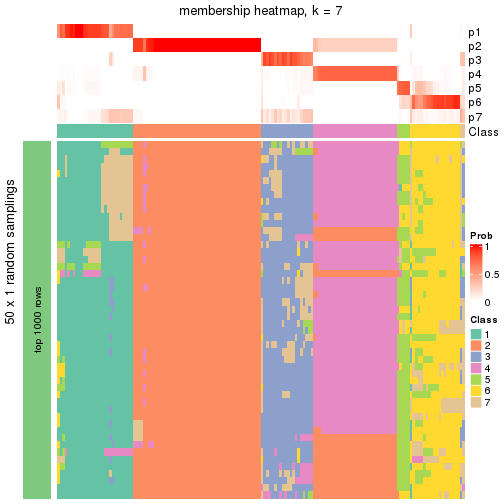 membership heatmap, k = 7
p1
p2
p3
p4
p5
p6
p7
Class
50 x 1 random samplings
top 1000 rows
Prob
1
0.5
0
Class
1
2
3
4
5
6
7